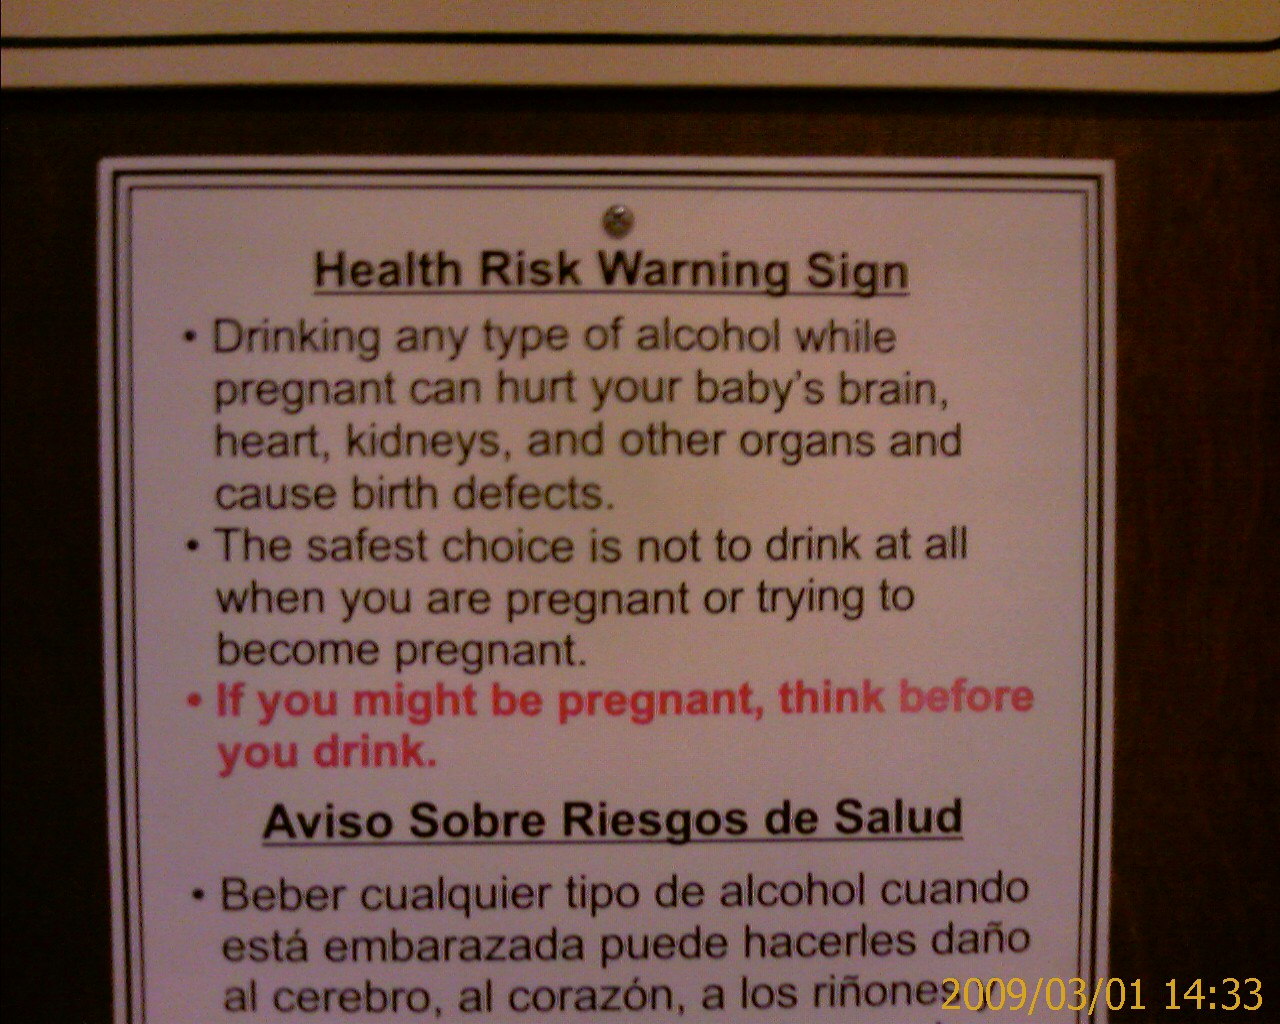 Health Risk Warning Sign
• Drinking any type of alcohol while
pregnant can hurt your baby's brain,
heart, kidneys, and other organs and
cause birth defects.
• The safest choice is not to drink at all
when you are pregnant or trying to
become pregnant.
• If you might be pregnant, think before
you drink.
Aviso Sobre Riesgos de Salud
• Beber cualquier tipo de alcohol cuando
está embarazada puede hacerles daño
al cerebro, al corazón, a los riñones
2009/03/01 14:33